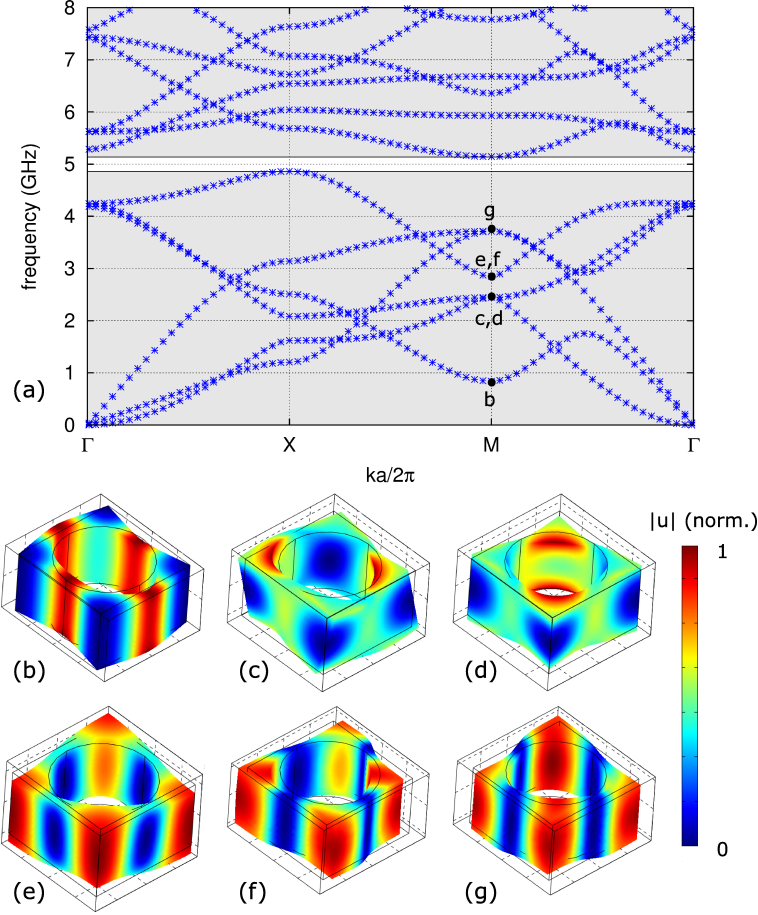 (a)
8
7
6
5
4
3
2
1
0
frequency (GHz)
g
e,f
c,d
b
Γ X M Γ
ka/2π
(b) (c) (d)
|u| (norm.)
1
0
(e) (f) (g)